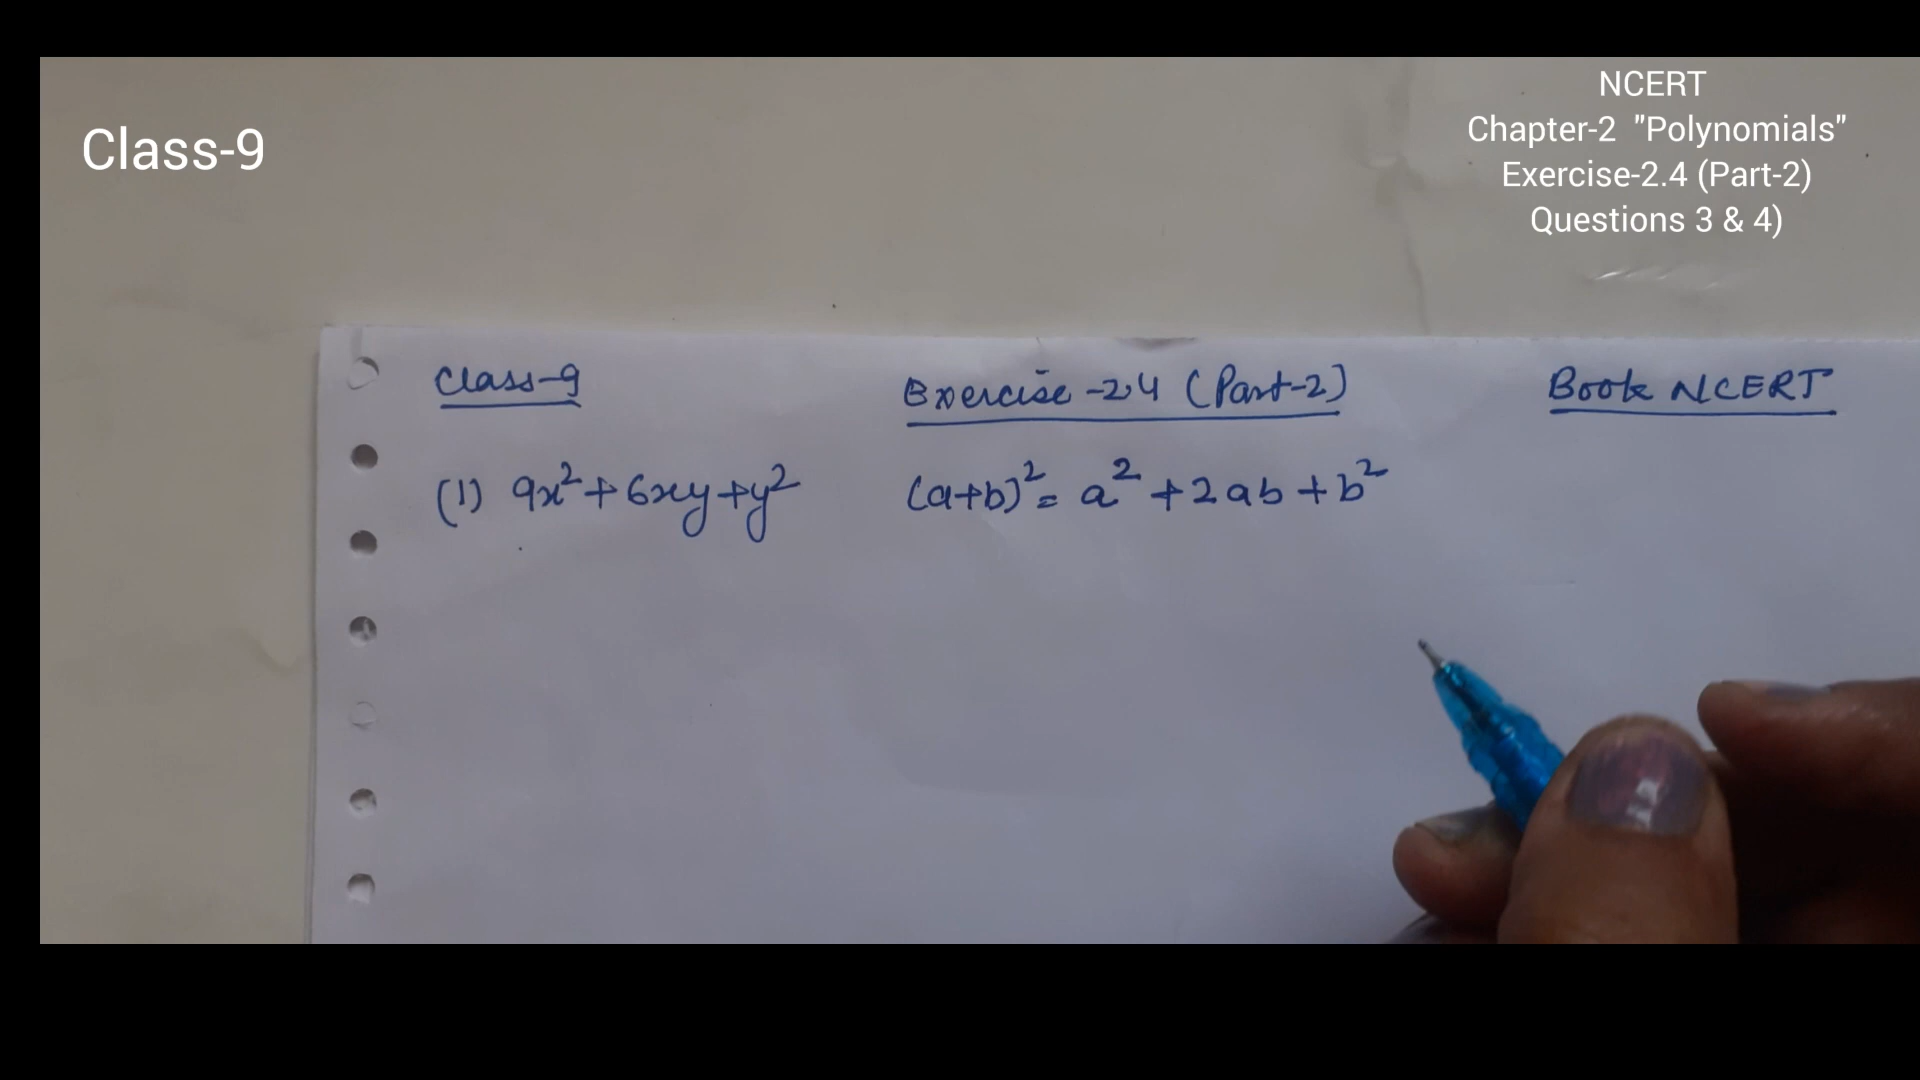 Class-9
NCERT
Chapter-2 "Polynomials"
Exercise-2.4 (Part-2)
Questions 3 & 4)
Class-9 Exercise-2.4 (Part-2) Book NCERT
(1) 9x²+6xy+y² (a+b)²= a²+2ab+b²